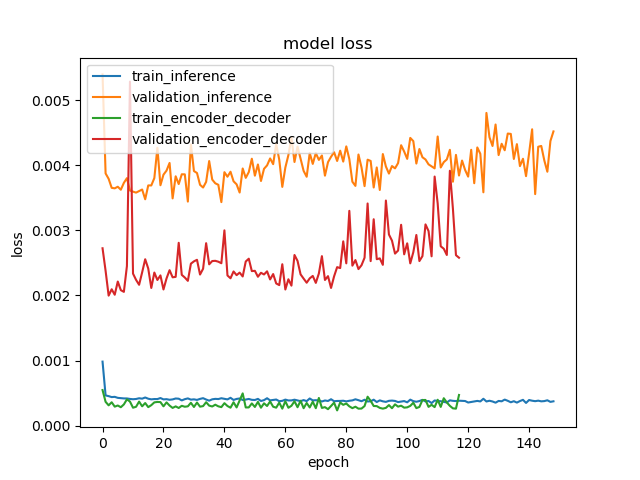 model loss
train_inference
validation_inference
train_encoder_decoder
validation_encoder_decoder
0.005
0.004
0.003
0.002
0.001
0.000
loss
0 20 40 60 80 100 120 140
epoch